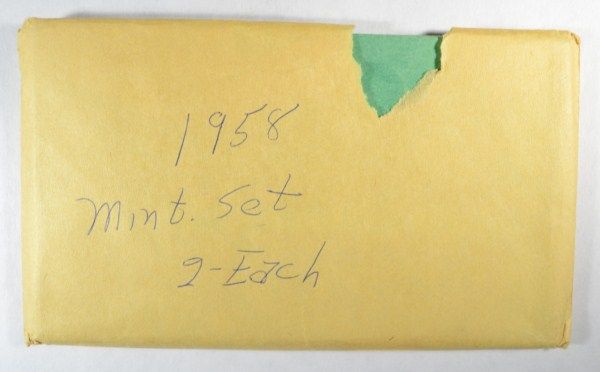 1958
Mint. Set
2-Each